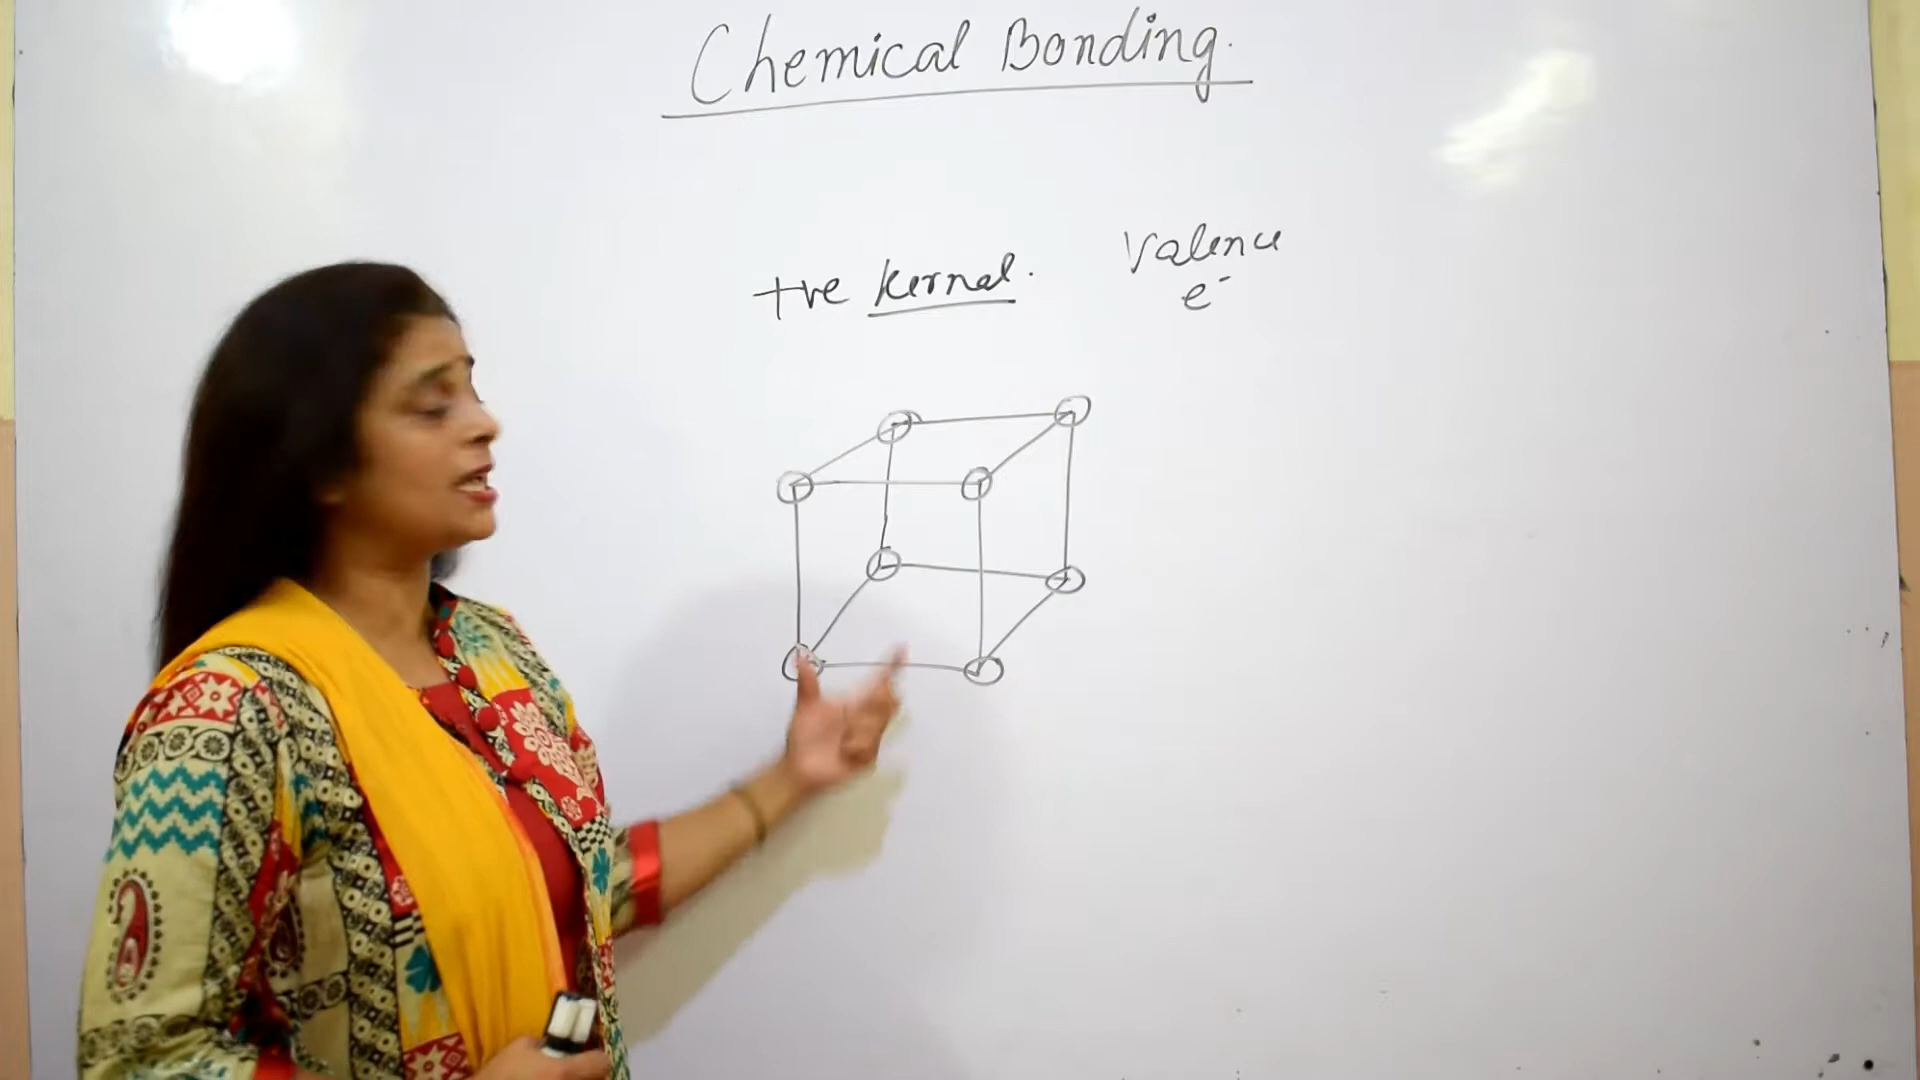 Chemical Bonding.
+ve Kernal.
Valence
e⁻